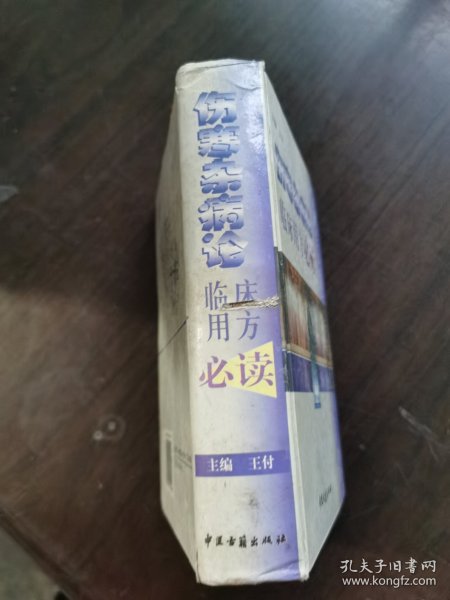 伤寒杂病论
临床
用方
必读
主编 王付
中医古籍出版社
孔夫子旧书网
www.kongfz.com